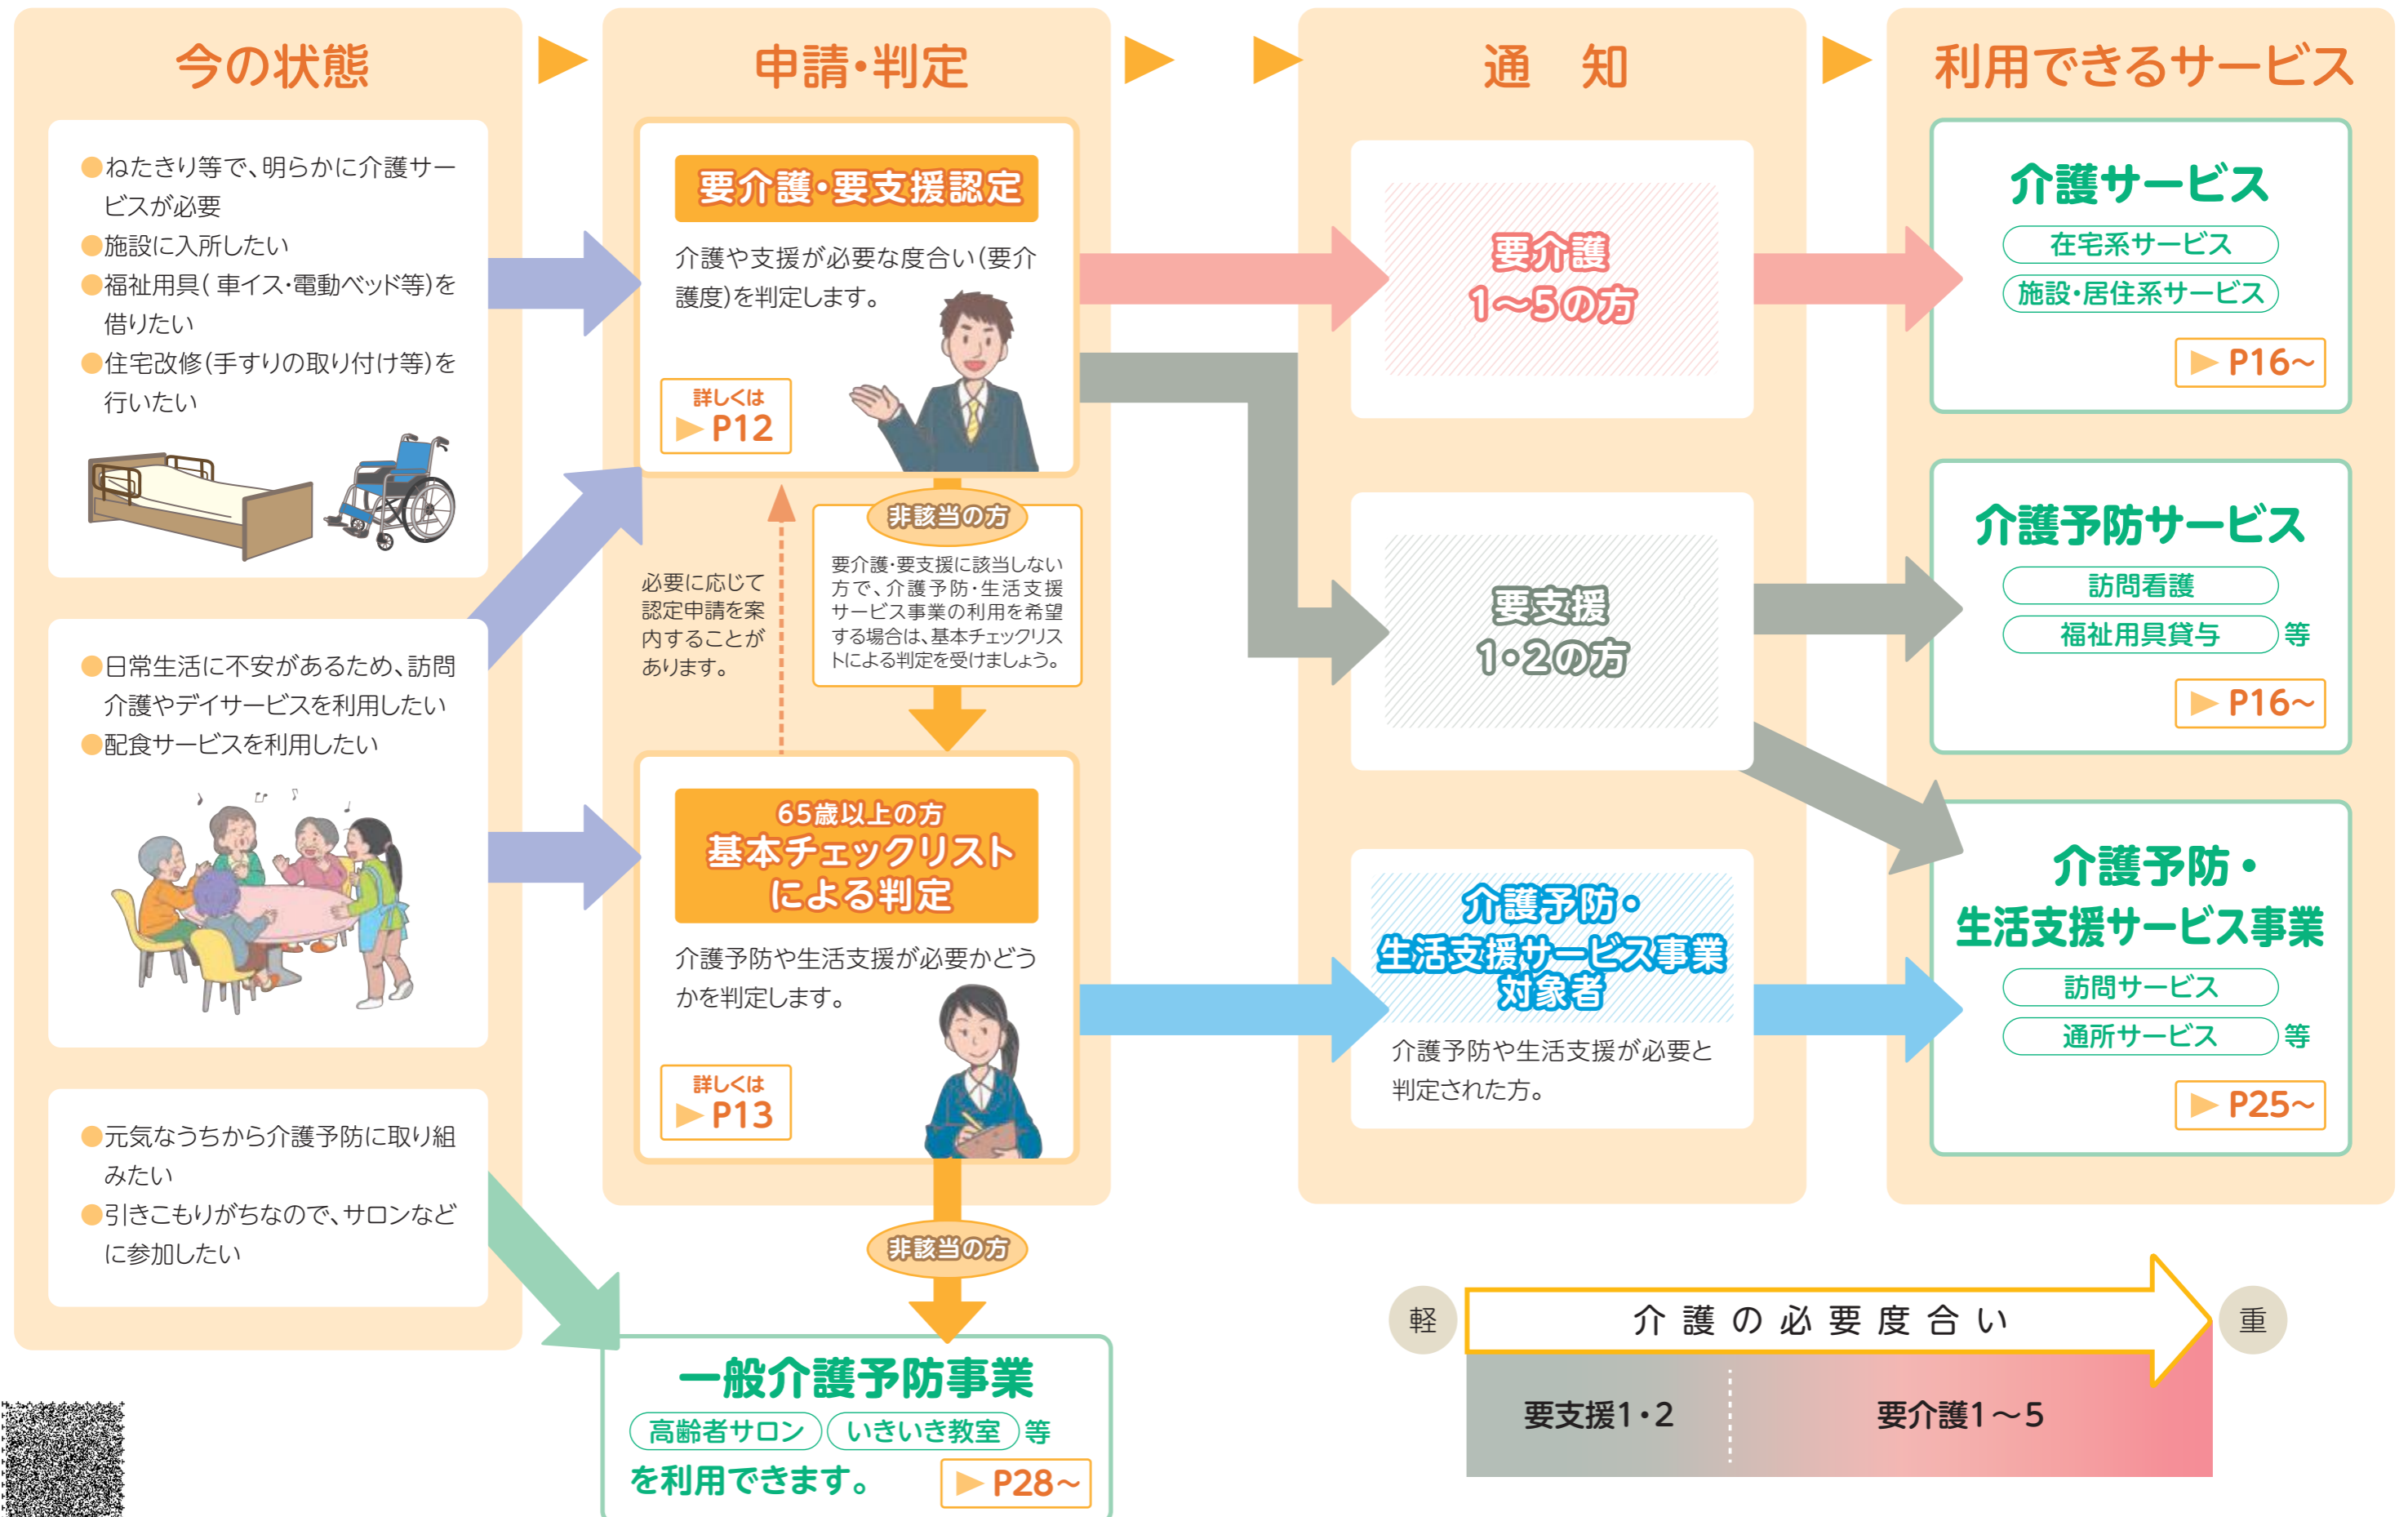 今の状態
●ねたきり等で、明らかに介護サー
ビスが必要
●施設に入所したい
●福祉用具( 車イス・電動ベッド等)を
借りたい
●住宅改修(手すりの取り付け等)を
行いたい
●日常生活に不安があるため、訪問
介護やデイサービスを利用したい
●配食サービスを利用したい
●元気なうちから介護予防に取り組
みたい
●引きこもりがちなので、サロンなど
に参加したい
申請・判定
要介護・要支援認定
介護や支援が必要な度合い(要介
護度)を判定します。
詳しくは
P12
必要に応じて
認定申請を案
内することが
あります。
非該当の方
要介護・要支援に該当しない
方で、介護予防・生活支援
サービス事業の利用を希望
する場合は、基本チェックリス
トによる判定を受けましょう。
65歳以上の方
基本チェックリスト
による判定
介護予防や生活支援が必要かどう
かを判定します。
詳しくは
P13
非該当の方
一般介護予防事業
高齢者サロン いきいき教室 等
を利用できます。 P28~
通 知
要介護
1~5の方
要支援
1・2の方
介護予防・
生活支援サービス事業
対象者
介護予防や生活支援が必要と
判定された方。
利用できるサービス
介護サービス
在宅系サービス
施設・居住系サービス
P16~
介護予防サービス
訪問看護
福祉用具貸与 等
P16~
介護予防・
生活支援サービス事業
訪問サービス
通所サービス 等
P25~
軽 介護の必要度合い 重
要支援1・2 要介護1~5